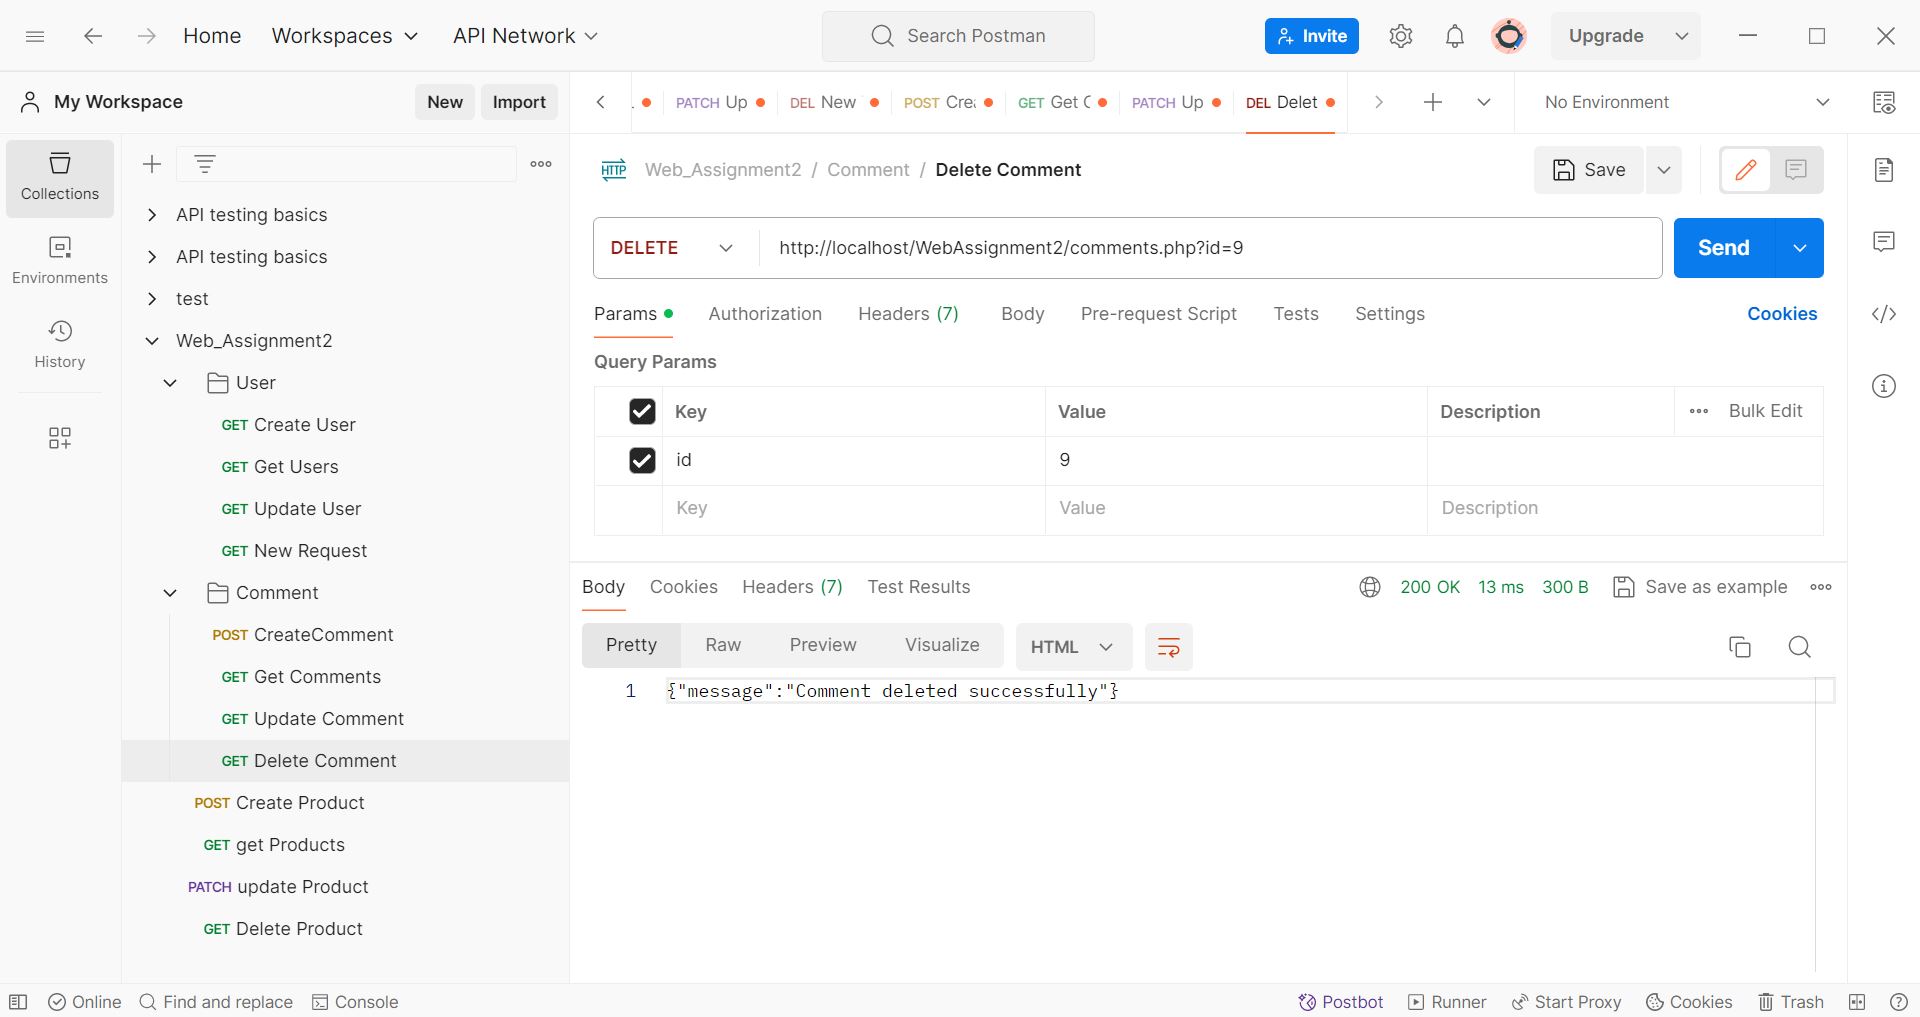 Home Workspaces API Network Search Postman Invite Upgrade
My Workspace New Import
PATCH Up DEL New POST Cre GET Get C PATCH Up DEL Delet No Environment
Collections
Environments
History
API testing basics
API testing basics
test
Web_Assignment2
User
GET Create User
GET Get Users
GET Update User
GET New Request
Comment
POST CreateComment
GET Get Comments
GET Update Comment
GET Delete Comment
POST Create Product
GET get Products
PATCH update Product
GET Delete Product
HTTP Web_Assignment2 / Comment / Delete Comment Save
DELETE http://localhost/WebAssignment2/comments.php?id=9 Send
Params Authorization Headers (7) Body Pre-request Script Tests Settings Cookies
Query Params
Key Value Description Bulk Edit
id 9
Key Value Description
Body Cookies Headers (7) Test Results 200 OK 13 ms 300 B Save as example
Pretty Raw Preview Visualize HTML
1 {"message":"Comment deleted successfully"}
Online Find and replace Console Postbot Runner Start Proxy Cookies Trash